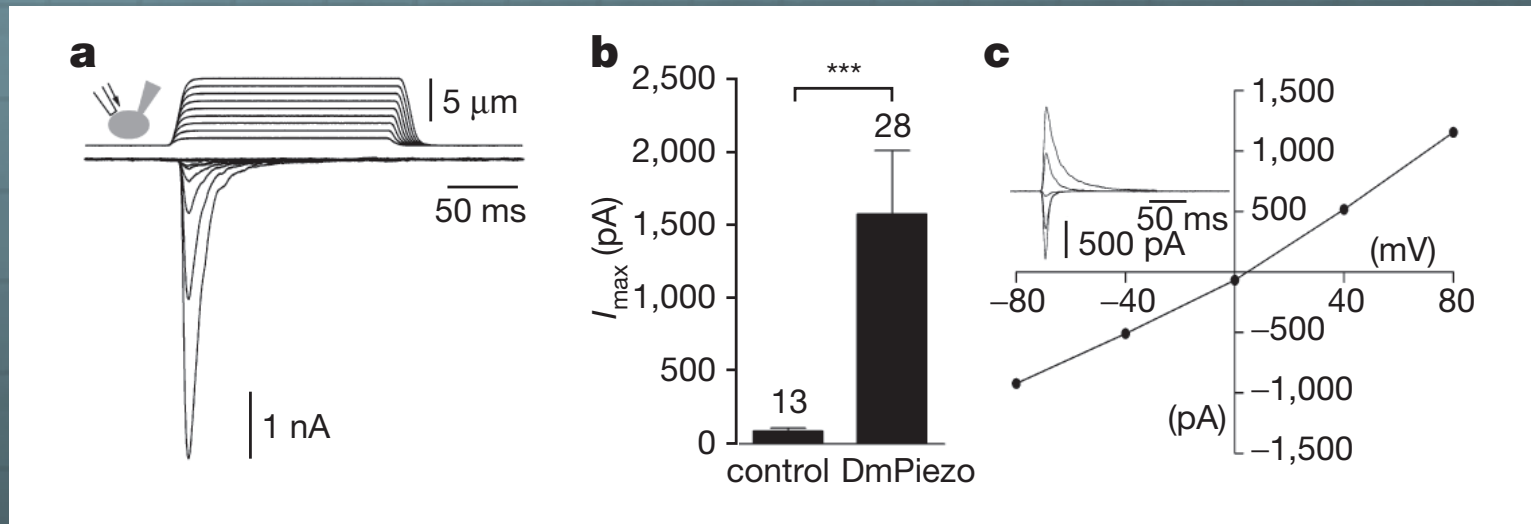 a
5 μm
50 ms
1 nA
b
2,500
2,000
1,500
1,000
500
0
Imax (pA)
***
28
13
control DmPiezo
c
1,500
1,000
500
50 ms
500 pA
(mV)
−80 −40 40 80
−500
−1,000
(pA)
−1,500